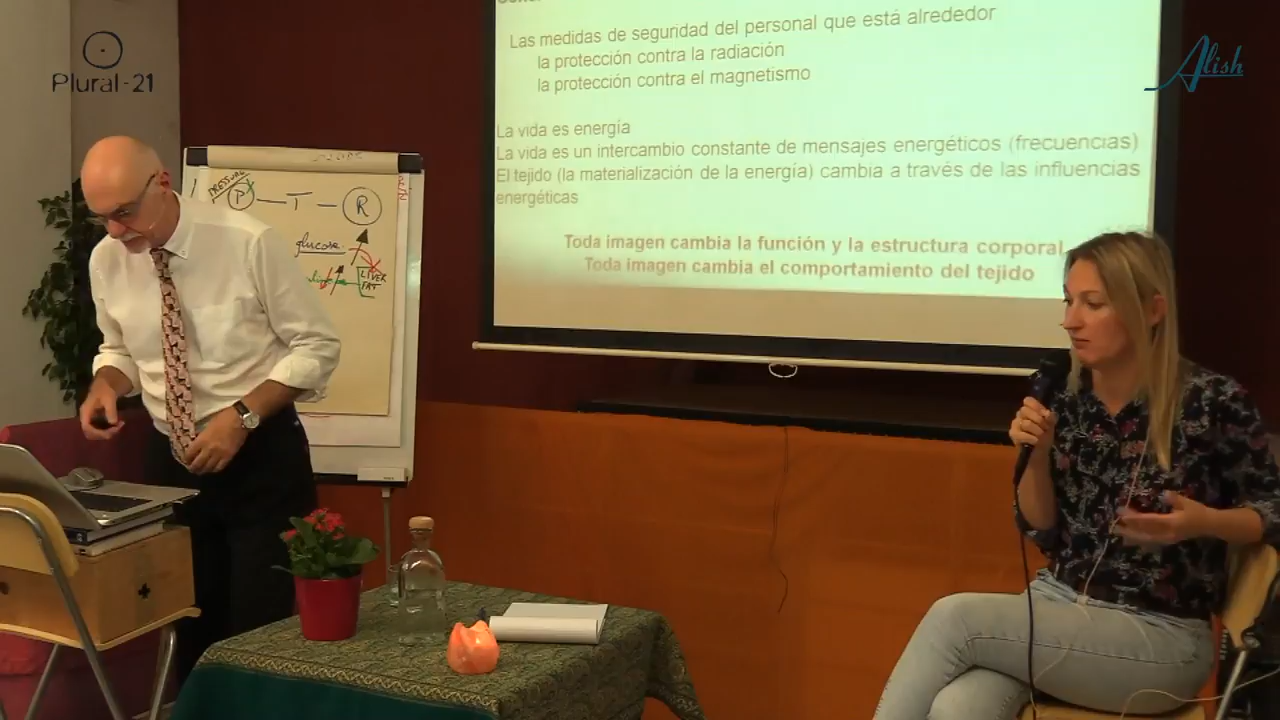 Plural-21
Alish
Las medidas de seguridad del personal que está alrededor
la protección contra la radiación
la protección contra el magnetismo
La vida es energía
La vida es un intercambio constante de mensajes energéticos (frecuencias)
El tejido (la materialización de la energía) cambia a través de las influencias
energéticas
Toda imagen cambia la función y la estructura corporal
Toda imagen cambia el comportamiento del tejido
PRESSURE
P — T — R
glucose
LIVER
FAT